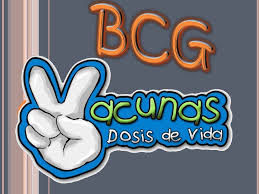 BCG
Vacunas
Dosis de Vida